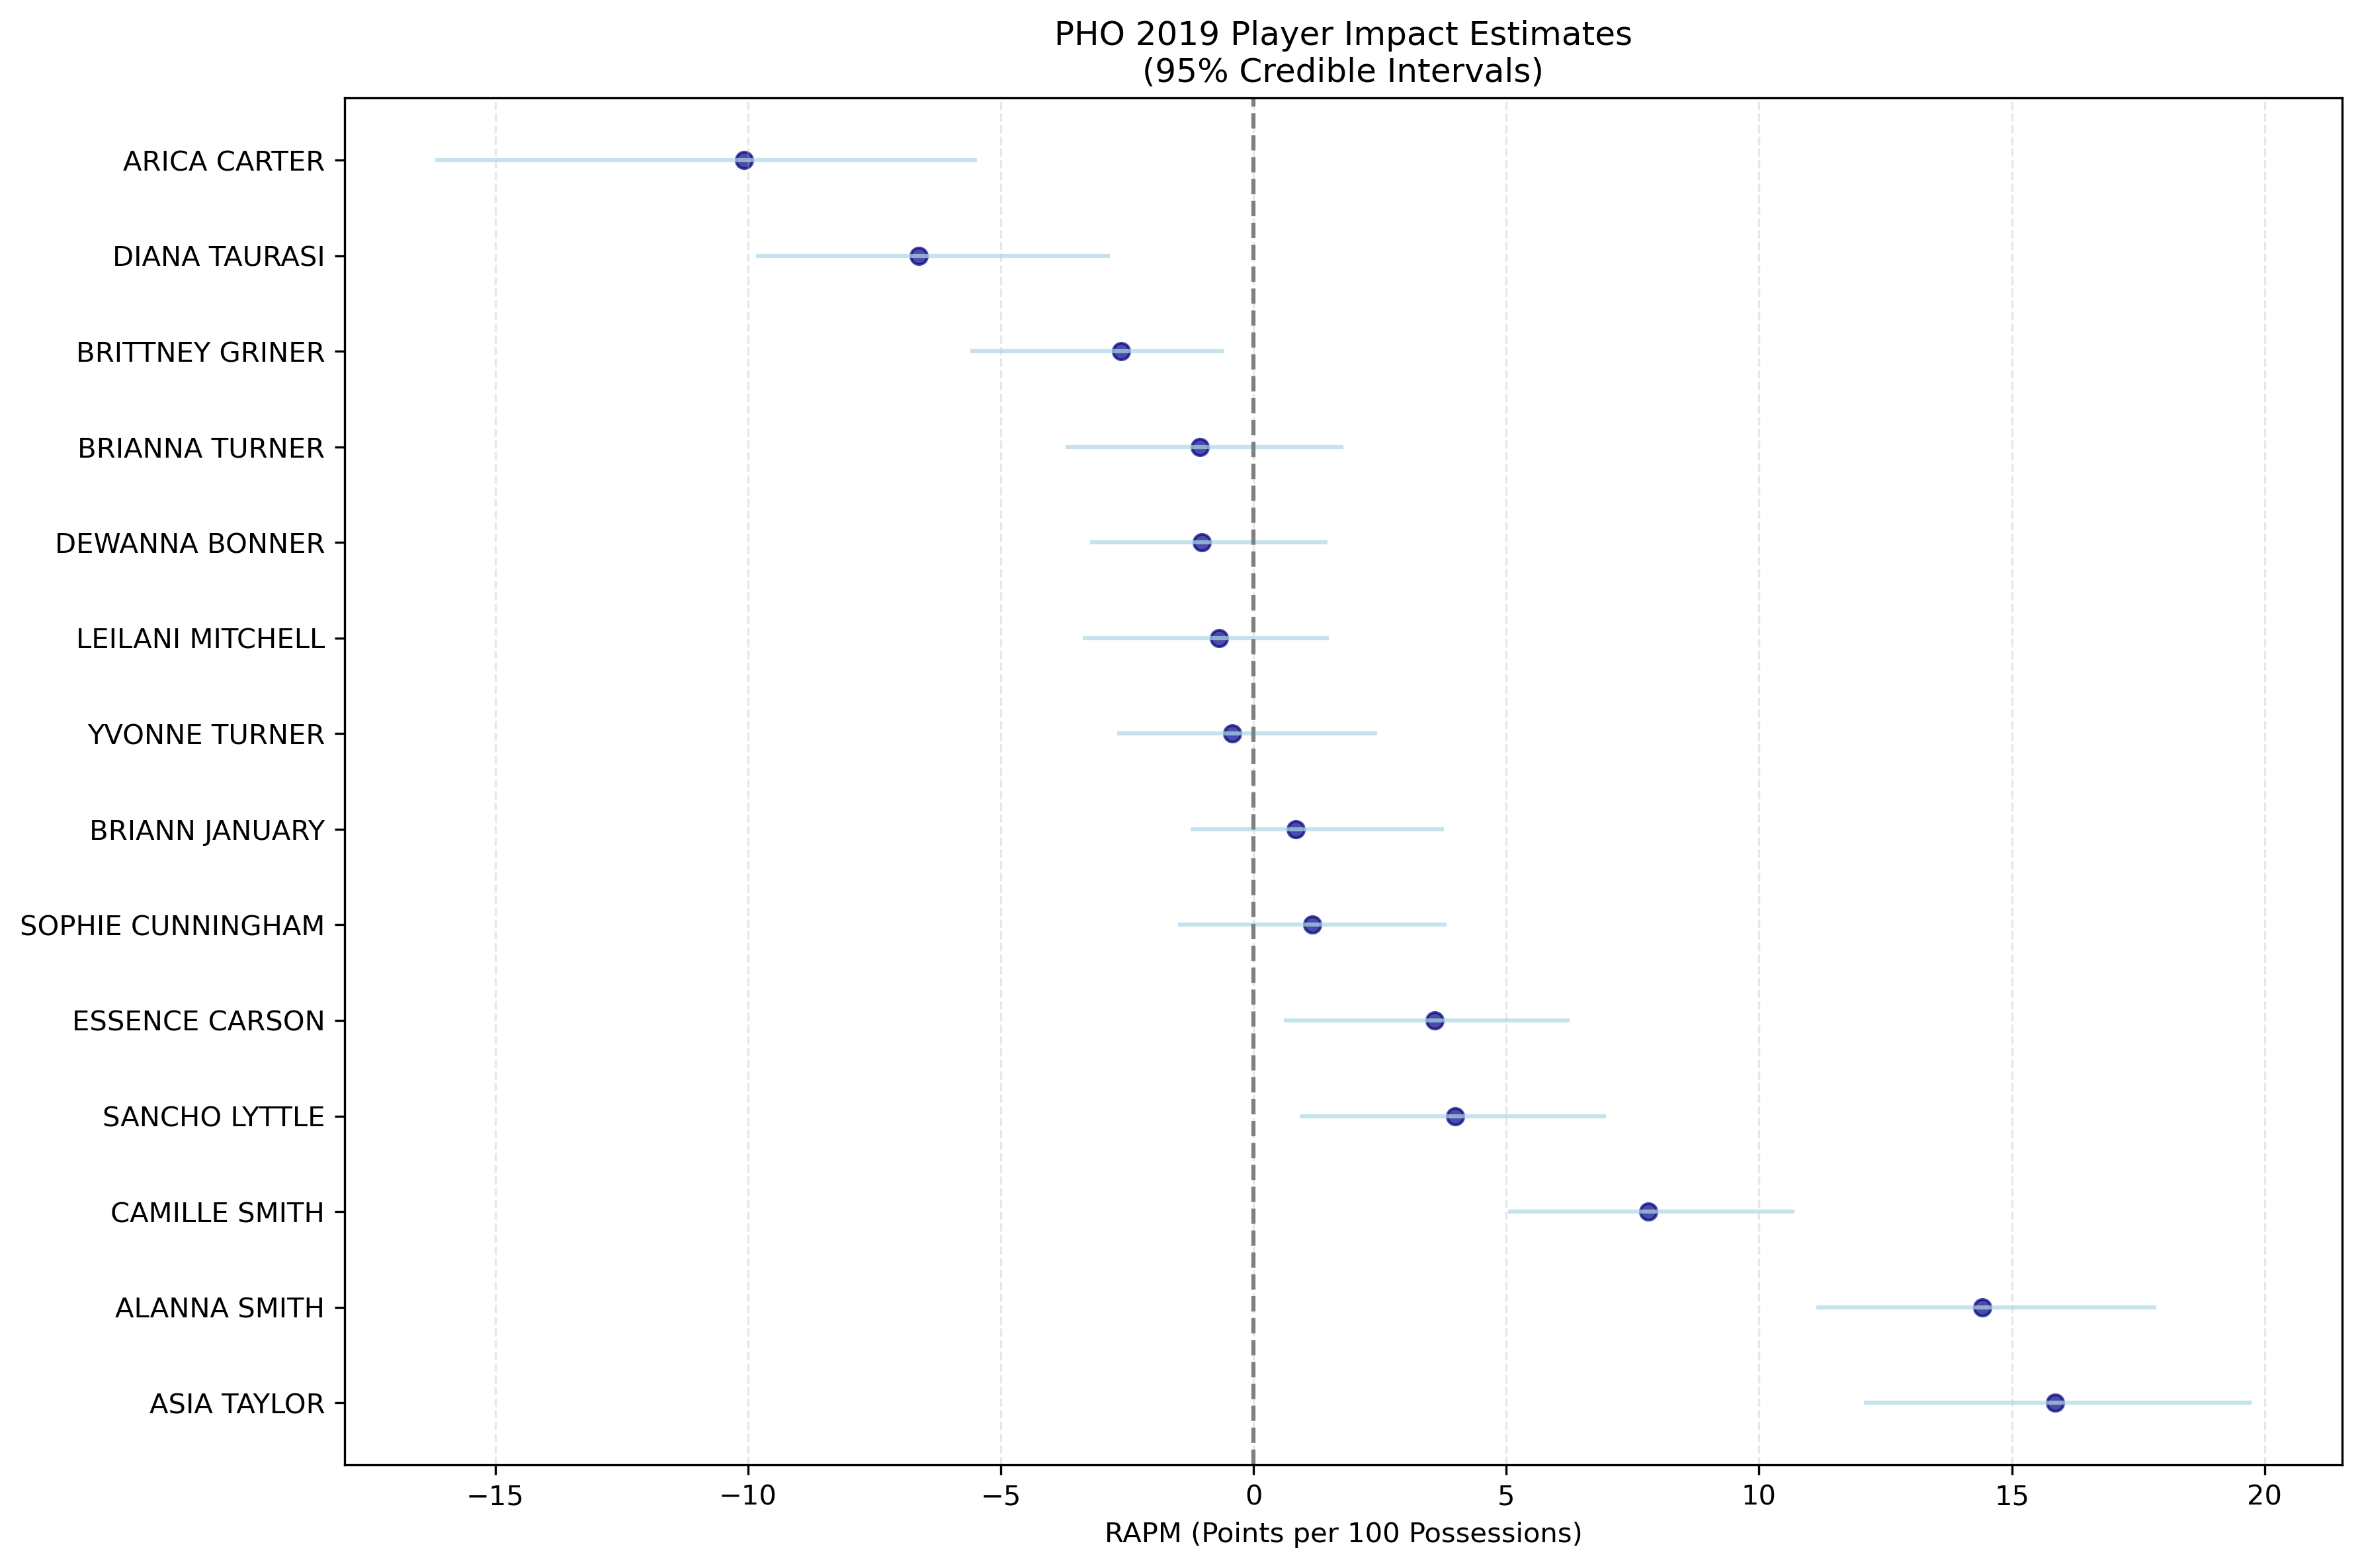 PHO 2019 Player Impact Estimates
(95% Credible Intervals)
ARICA CARTER
DIANA TAURASI
BRITTNEY GRINER
BRIANNA TURNER
DEWANNA BONNER
LEILANI MITCHELL
YVONNE TURNER
BRIANN JANUARY
SOPHIE CUNNINGHAM
ESSENCE CARSON
SANCHO LYTTLE
CAMILLE SMITH
ALANNA SMITH
ASIA TAYLOR
−15 −10 −5 0 5 10 15 20
RAPM (Points per 100 Possessions)